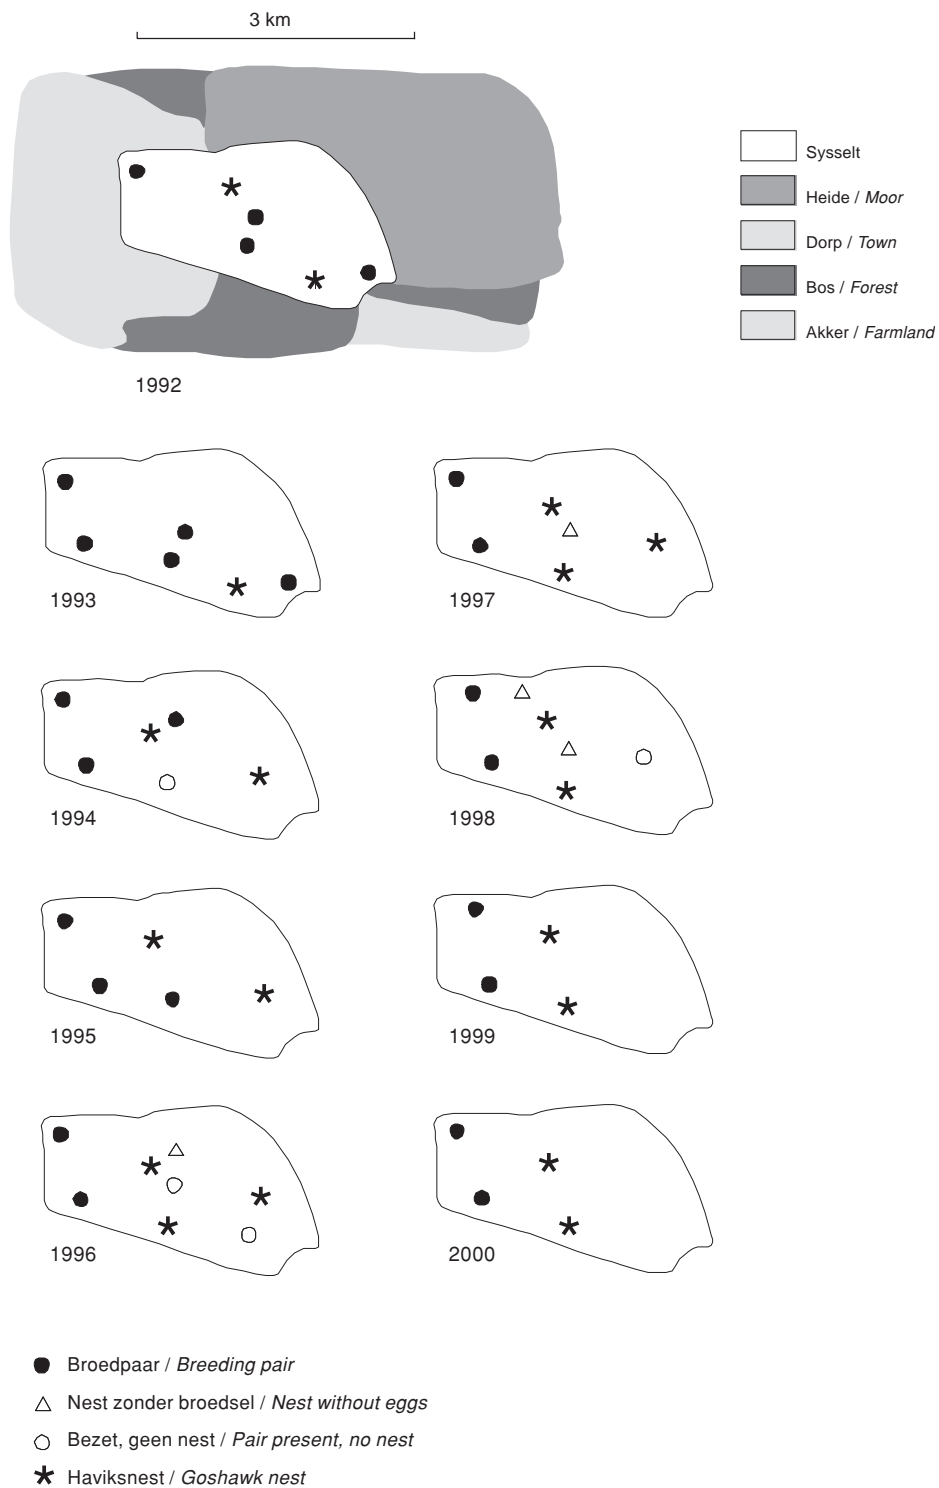 3 km
Sysselt
Heide / Moor
Dorp / Town
Bos / Forest
Akker / Farmland
1992
1993
1997
1994
1998
1995
1999
1996
2000
Broedpaar / Breeding pair
Nest zonder broedsel / Nest without eggs
Bezet, geen nest / Pair present, no nest
Haviksnest / Goshawk nest